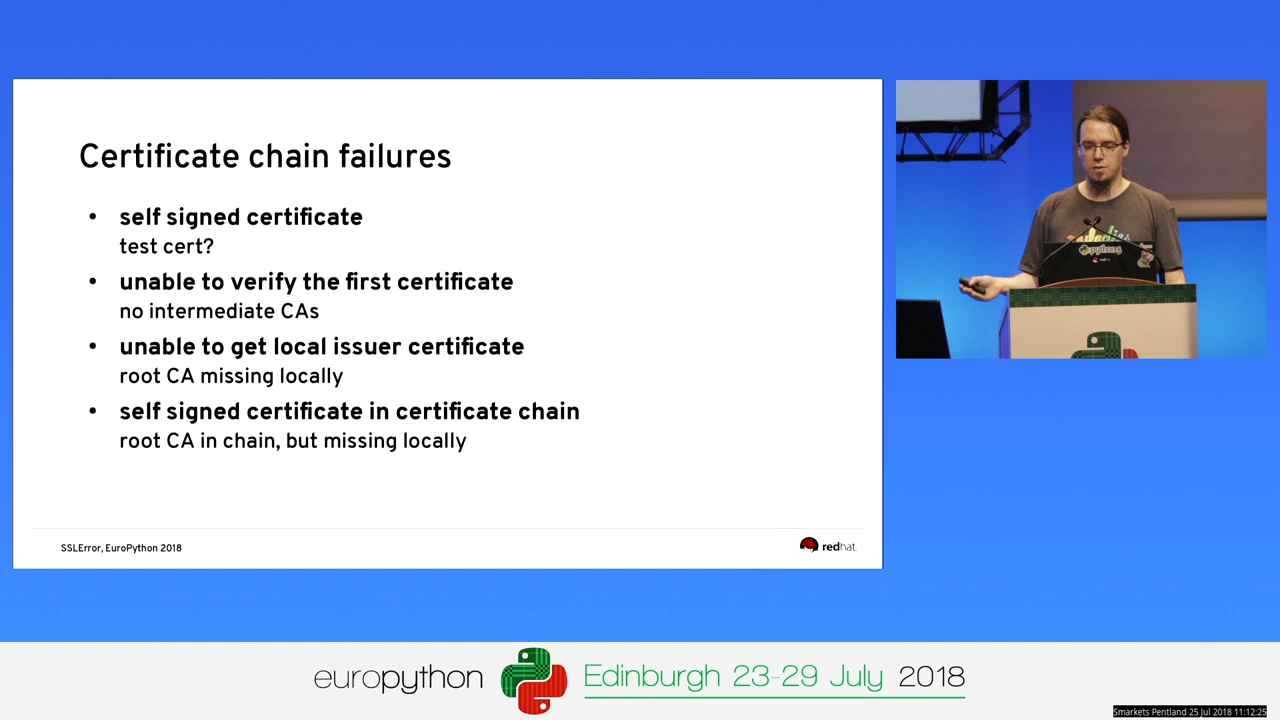 Certificate chain failures
• self signed certificate
test cert?
• unable to verify the first certificate
no intermediate CAs
• unable to get local issuer certificate
root CA missing locally
• self signed certificate in certificate chain
root CA in chain, but missing locally
SSLError, EuroPython 2018
redhat.
europython
Edinburgh 23-29 July 2018
Smarkets Pentland 25 Jul 2018 11:12:25